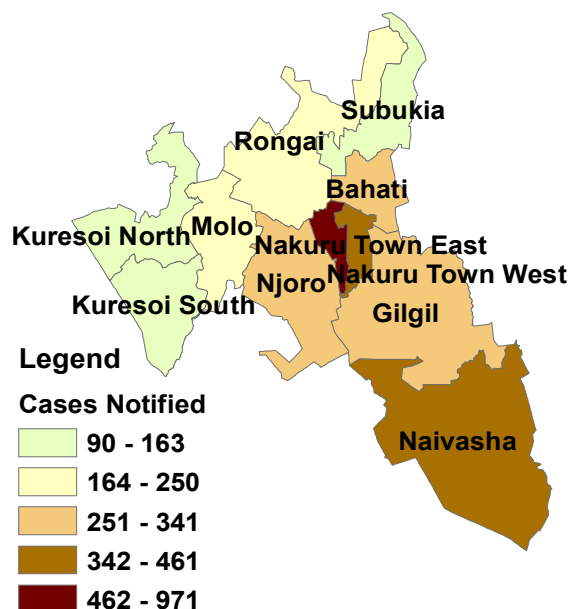 Subukia
Rongai
Bahati
Molo
Kuresoi North
Nakuru Town East
Njoro
Nakuru Town West
Kuresoi South
Gilgil
Naivasha
Legend
Cases Notified
90 - 163
164 - 250
251 - 341
342 - 461
462 - 971